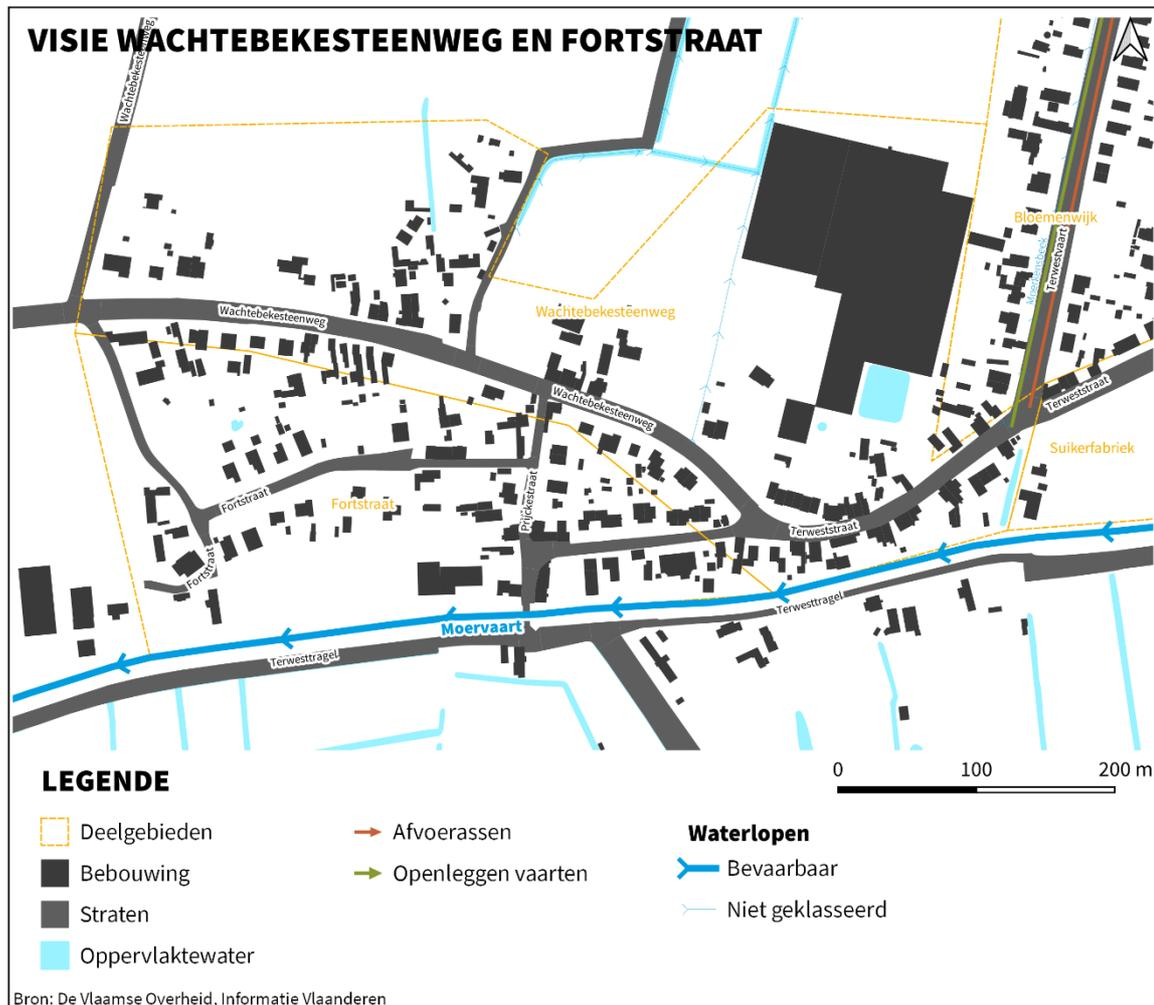 VISIE WACHTEBEKESTEENWEG EN FORTSTRAAT
Wachtebekesteenweg
Bloemenwijk
Moerdensbeek
Terwestvaart
Wachtebekesteenweg
Wachtebekesteenweg
Wachtebekesteenweg
Terweststraat
Suikerfabriek
Fortstraat
Fortstraat
Prijckestraat
Terweststraat
Fortstraat
Terwesttragel
Moervaart
Terwesttragel
LEGENDE
0 100 200 m
Deelgebieden
Bebouwing
Straten
Oppervlaktewater
Afvoerassen
Openleggen vaarten
Waterlopen
Bevaarbaar
Niet geklasseerd
Bron: De Vlaamse Overheid, Informatie Vlaanderen